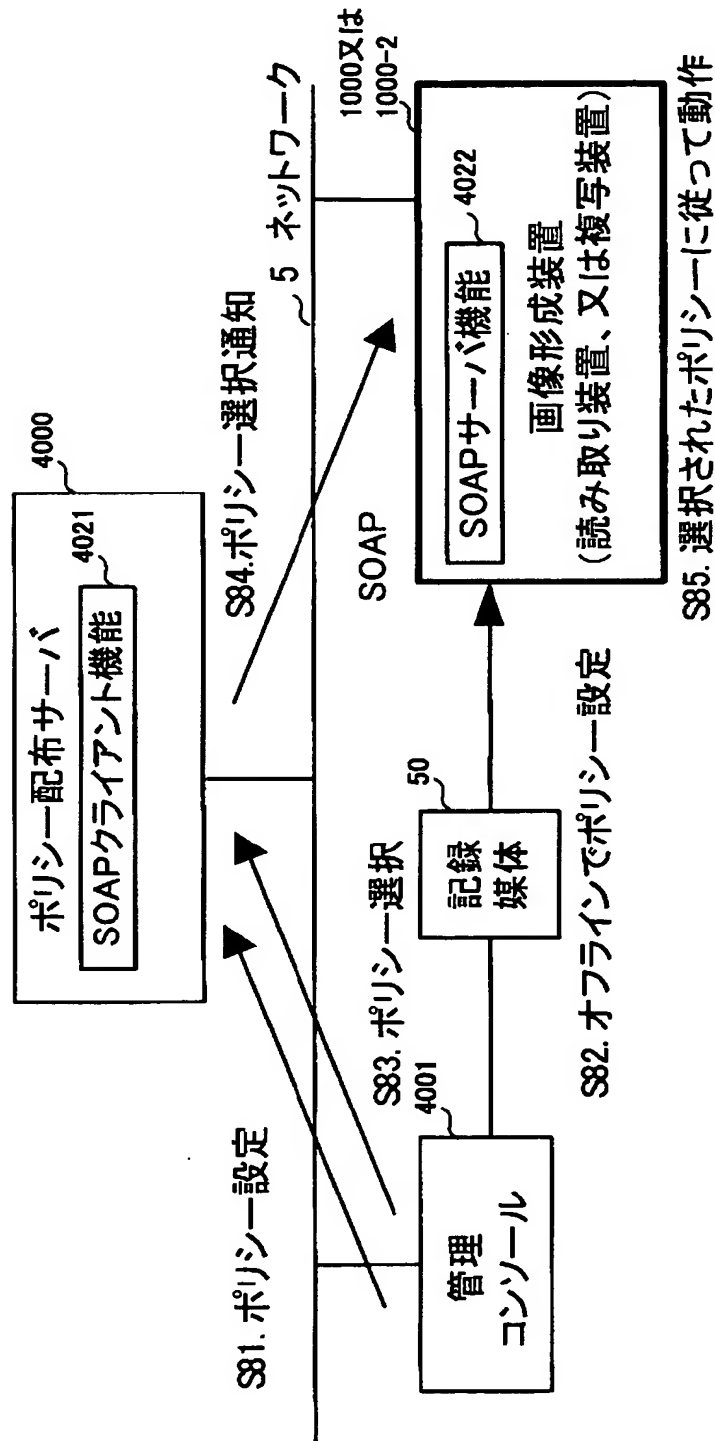 4000
ポリシー配布サーバ
4021
SOAPクライアント機能
S81. ポリシー設定
S83. ポリシー選択
S84.ポリシー選択通知
5 ネットワーク
SOAP
4001
管理
コンソール
50
記録
媒体
S82. オフラインでポリシー設定
1000又は
1000-2
4022
SOAPサーバ機能
画像形成装置
(読み取り装置、又は複写装置)
S85. 選択されたポリシーに従って動作